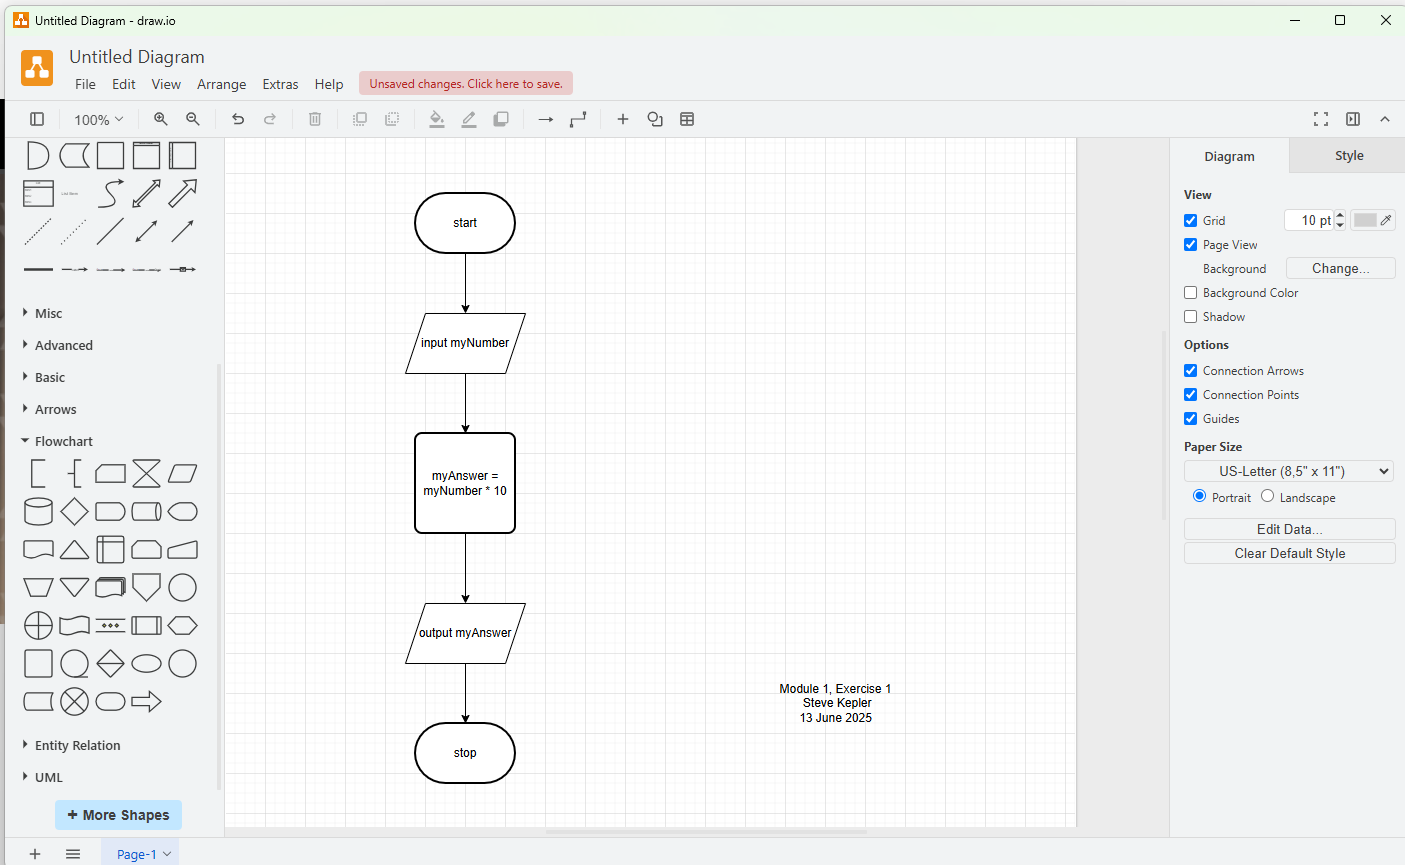 Untitled Diagram - draw.io
Untitled Diagram
File Edit View Arrange Extras Help Unsaved changes. Click here to save.
100%
Misc
Advanced
Basic
Arrows
Flowchart
Entity Relation
UML
+ More Shapes
Page-1
start
input myNumber
myAnswer =
myNumber * 10
output myAnswer
stop
Module 1, Exercise 1
Steve Kepler
13 June 2025
Diagram Style
View
Grid 10 pt
Page View
Background Change...
Background Color
Shadow
Options
Connection Arrows
Connection Points
Guides
Paper Size
US-Letter (8,5" x 11")
Portrait Landscape
Edit Data...
Clear Default Style